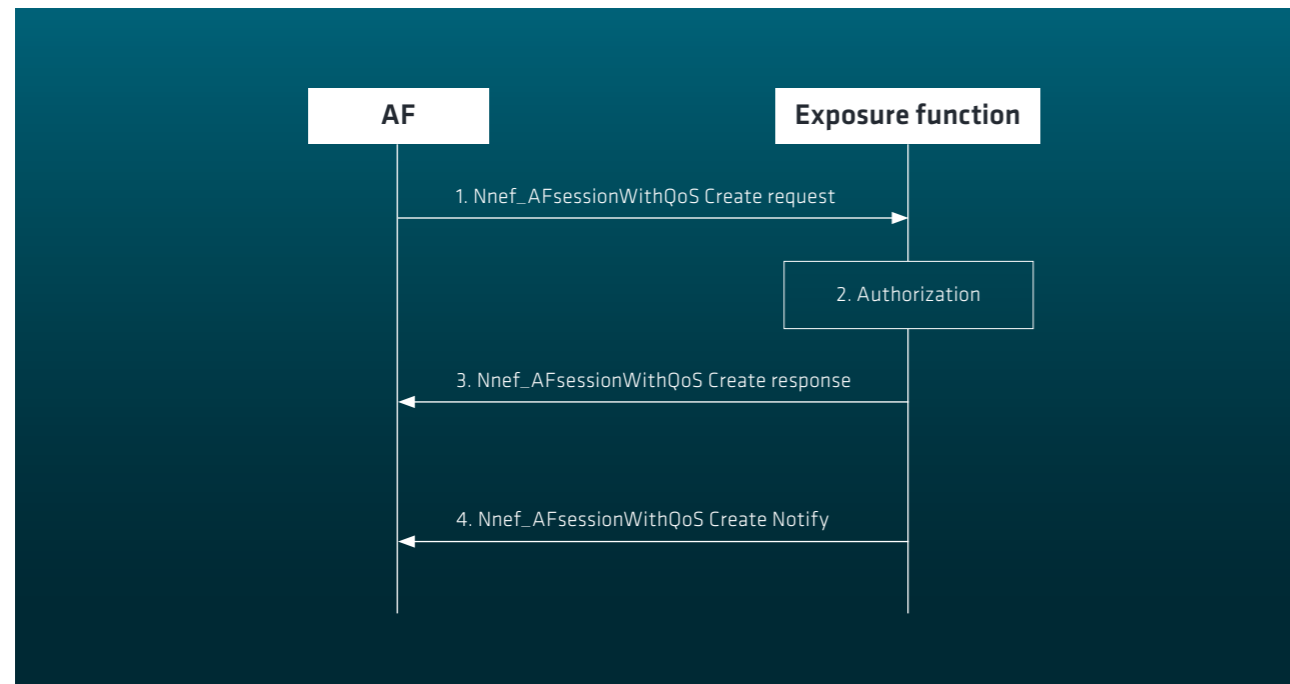 AF
Exposure function
1. Nnef_AFsessionWithQoS Create request
2. Authorization
3. Nnef_AFsessionWithQoS Create response
4. Nnef_AFsessionWithQoS Create Notify